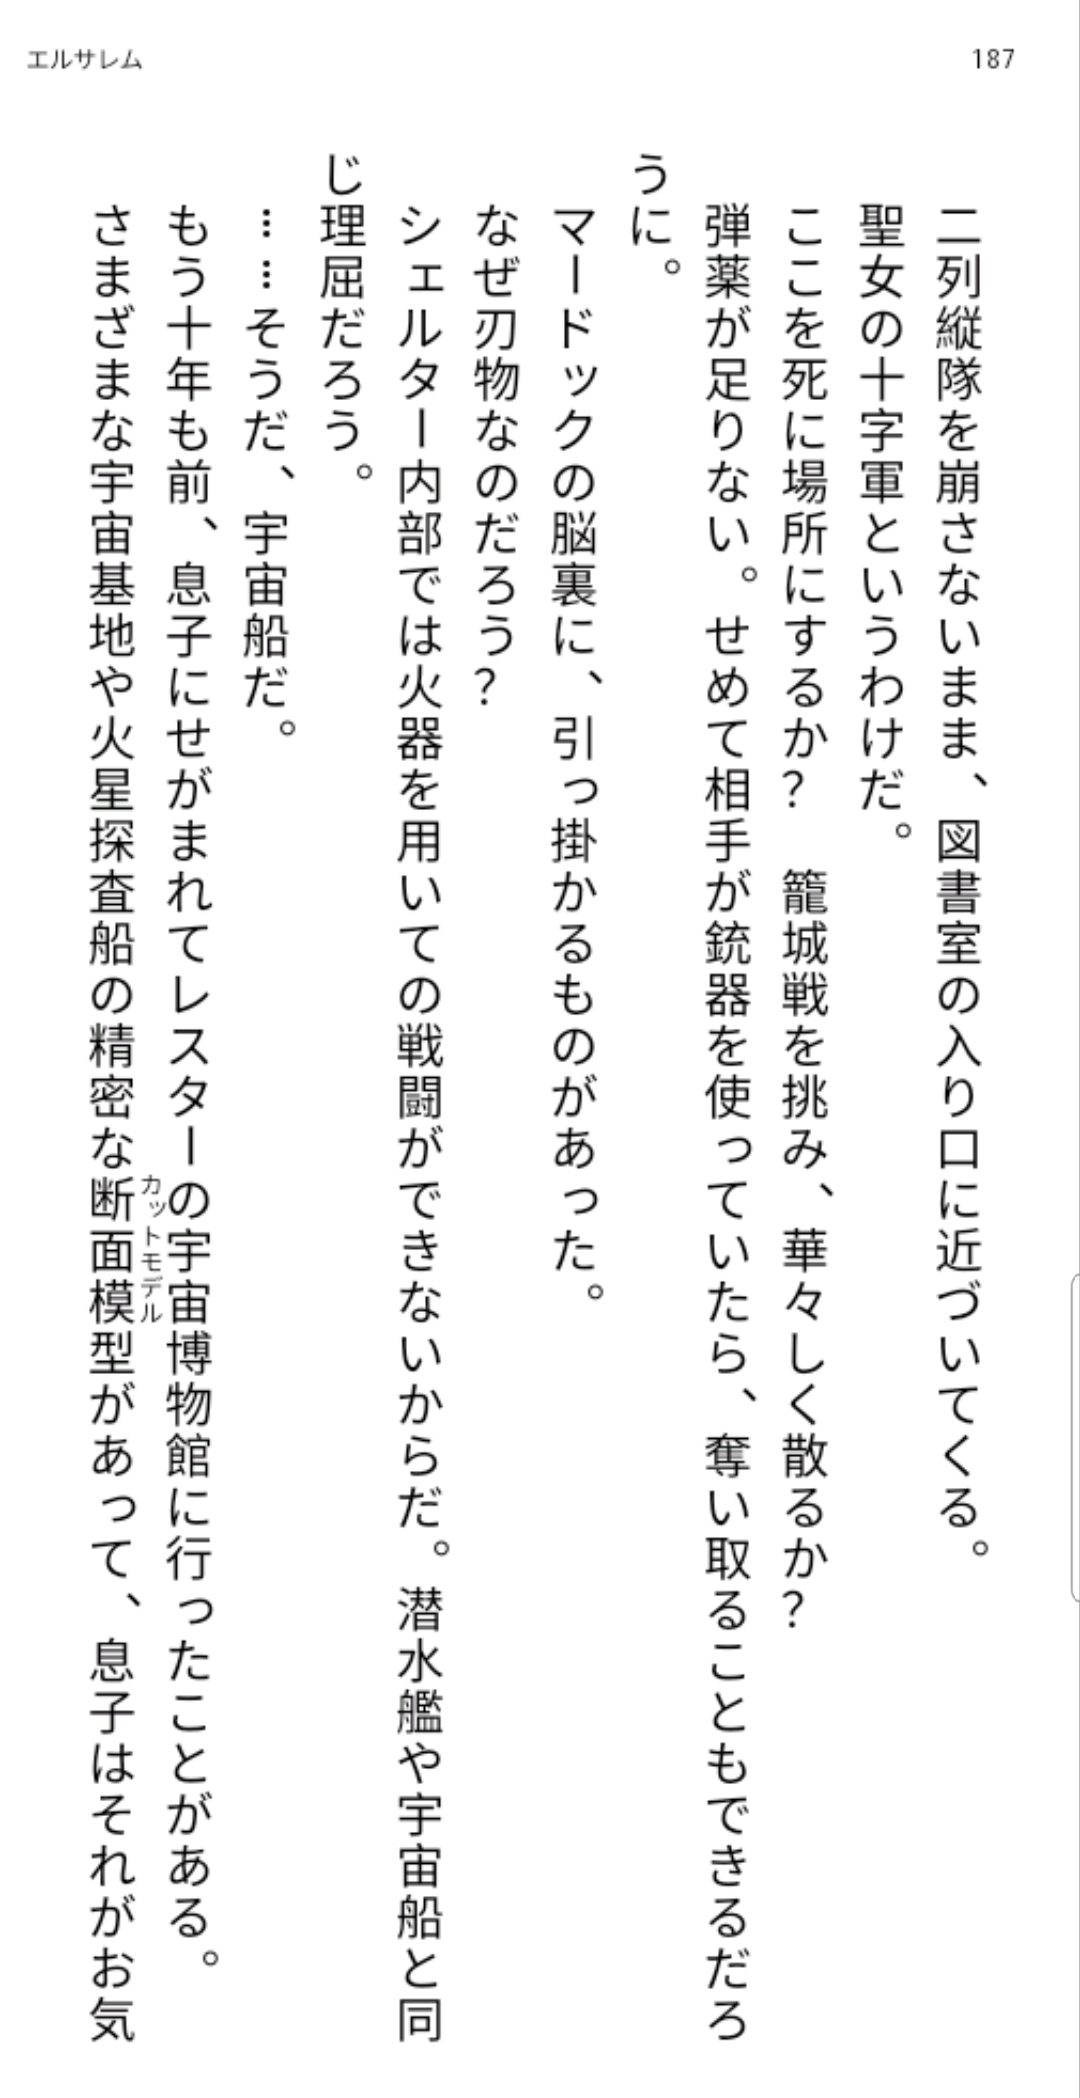 エルサレム
187
二列縦隊を崩さないまま、図書室の入り口に近づいてくる。
聖女の十字軍というわけだ。
ここを死に場所にするか？　籠城戦を挑み、華々しく散るか？
弾薬が足りない。せめて相手が銃器を使っていたら、奪い取ることもできるだろ
うに。
マードックの脳裏に、引っ掛かるものがあった。
なぜ刃物なのだろう？
シェルター内部では火器を用いての戦闘ができないからだ。潜水艦や宇宙船と同
じ理屈だろう。
……そうだ、宇宙船だ。
もう十年も前、息子にせがまれてレスターの宇宙博物館に行ったことがある。
カットモデル
さまざまな宇宙基地や火星探査船の精密な断面模型があって、息子はそれがお気